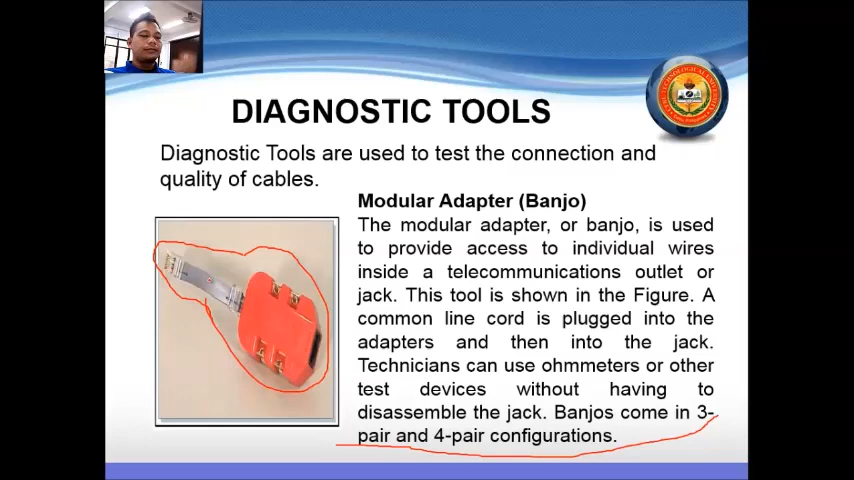 DIAGNOSTIC TOOLS
Diagnostic Tools are used to test the connection and
quality of cables.
Modular Adapter (Banjo)
The modular adapter, or banjo, is used
to provide access to individual wires
inside a telecommunications outlet or
jack. This tool is shown in the Figure. A
common line cord is plugged into the
adapters and then into the jack.
Technicians can use ohmmeters or other
test devices without having to
disassemble the jack. Banjos come in 3-
pair and 4-pair configurations.